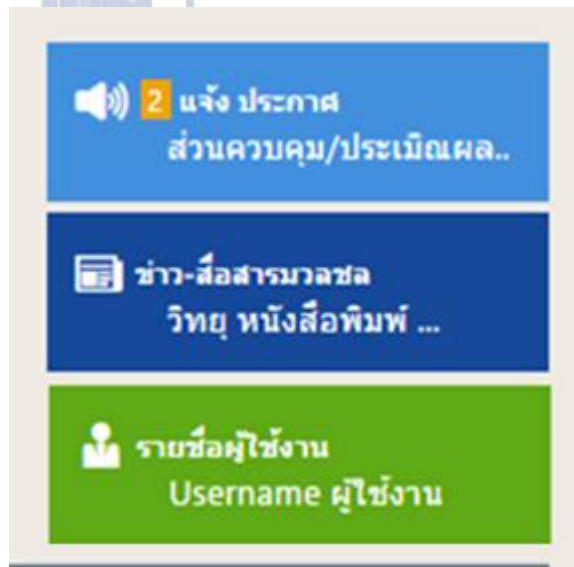 2 แจ้ง ประกาศ
ส่วนควบคุม/ประเมิณผล..
ข่าว-สื่อสารมวลชล
วิทยุ หนังสือพิมพ์ ...
รายชื่อผู้ใช้งาน
Username ผู้ใช้งาน